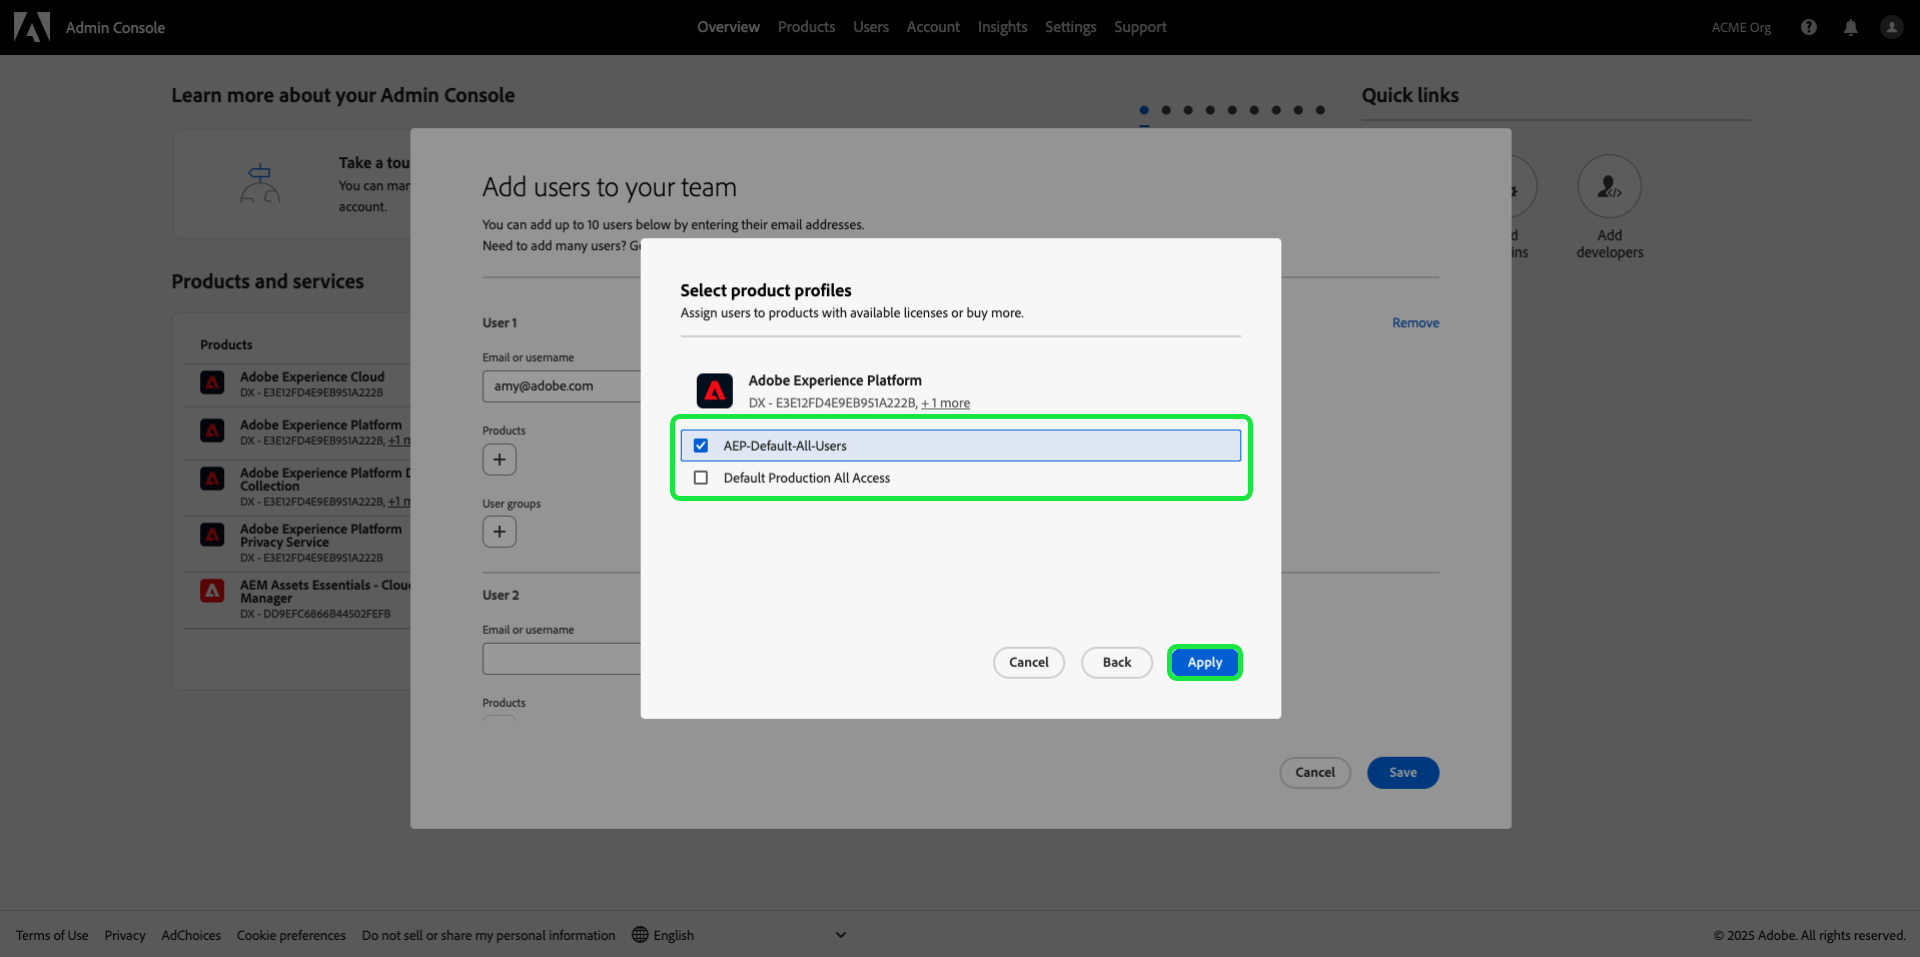 Admin Console
Overview Products Users Account Insights Settings Support
ACME Org
Learn more about your Admin Console
Quick links
Take a tou
You can mar
account.
Add
developers
d
ins
Products and services
Products
Adobe Experience Cloud
DX - E3E12FD4E9EB951A222B
Adobe Experience Platform
DX - E3E12FD4E9EB951A222B, +1 m
Adobe Experience Platform D
Collection
DX - E3E12FD4E9EB951A222B, +1 m
Adobe Experience Platform
Privacy Service
DX - E3E12FD4E9EB951A222B
AEM Assets Essentials - Clou
Manager
DX - DD9EFC6866B44502FEFB
Add users to your team
You can add up to 10 users below by entering their email addresses.
Need to add many users? G
User 1
Remove
Email or username
amy@adobe.com
Products
User groups
User 2
Email or username
Products
Cancel
Save
Select product profiles
Assign users to products with available licenses or buy more.
Adobe Experience Platform
DX - E3E12FD4E9EB951A222B, + 1 more
AEP-Default-All-Users
Default Production All Access
Cancel
Back
Apply
Terms of Use Privacy AdChoices Cookie preferences Do not sell or share my personal information English
© 2025 Adobe. All rights reserved.